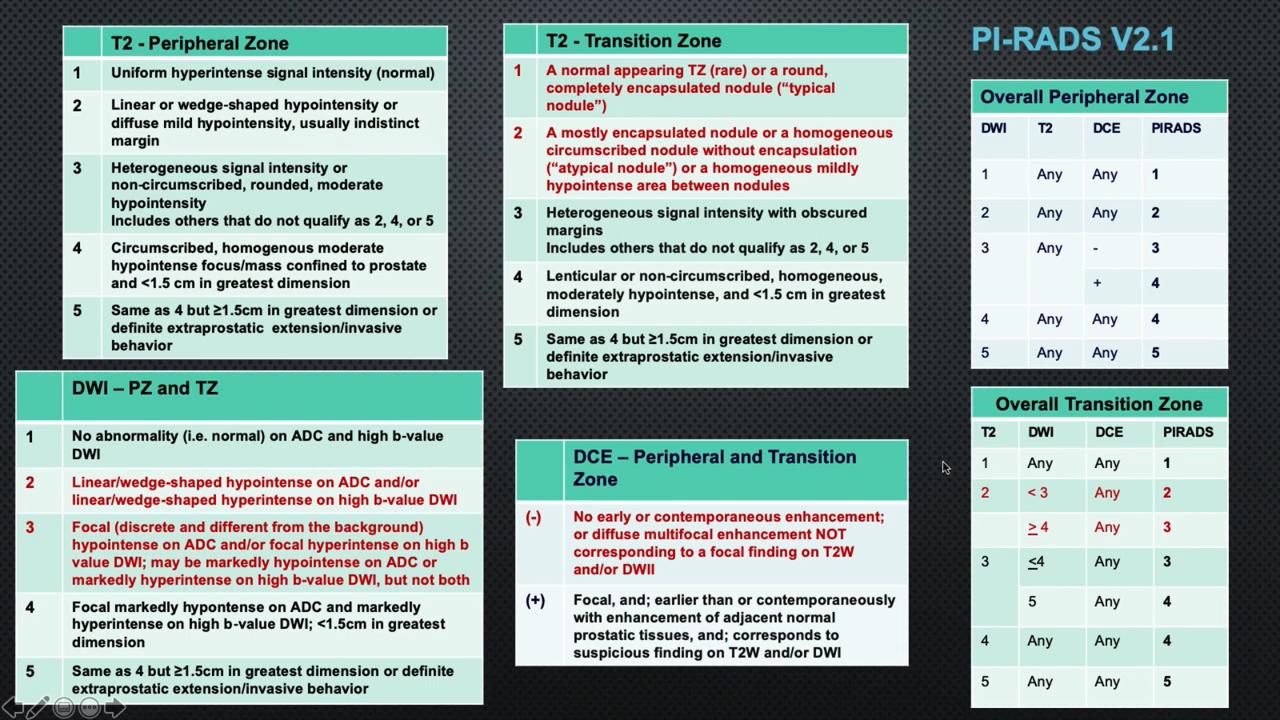 T2 - Peripheral Zone
1 Uniform hyperintense signal intensity (normal)
2 Linear or wedge-shaped hypointensity or
diffuse mild hypointensity, usually indistinct
margin
3 Heterogeneous signal intensity or
non-circumscribed, rounded, moderate
hypointensity
Includes others that do not qualify as 2, 4, or 5
4 Circumscribed, homogenous moderate
hypointense focus/mass confined to prostate
and <1.5 cm in greatest dimension
5 Same as 4 but ≥1.5cm in greatest dimension or
definite extraprostatic extension/invasive
behavior
T2 - Transition Zone
1 A normal appearing TZ (rare) or a round,
completely encapsulated nodule (“typical
nodule”)
2 A mostly encapsulated nodule or a homogeneous
circumscribed nodule without encapsulation
(“atypical nodule”) or a homogeneous mildly
hypointense area between nodules
3 Heterogeneous signal intensity with obscured
margins
Includes others that do not qualify as 2, 4, or 5
4 Lenticular or non-circumscribed, homogeneous,
moderately hypointense, and <1.5 cm in greatest
dimension
5 Same as 4 but ≥1.5cm in greatest dimension or
definite extraprostatic extension/invasive
behavior
PI-RADS V2.1
Overall Peripheral Zone
DWI T2 DCE PIRADS
1 Any Any 1
2 Any Any 2
3 Any - 3
+ 4
4 Any Any 4
5 Any Any 5
DWI – PZ and TZ
1 No abnormality (i.e. normal) on ADC and high b-value
DWI
2 Linear/wedge-shaped hypointense on ADC and/or
linear/wedge-shaped hyperintense on high b-value DWI
3 Focal (discrete and different from the background)
hypointense on ADC and/or focal hyperintense on high b
value DWI; may be markedly hypointense on ADC or
markedly hyperintense on high b-value DWI, but not both
4 Focal markedly hypontense on ADC and markedly
hyperintense on high b-value DWI; <1.5cm in greatest
dimension
5 Same as 4 but ≥1.5cm in greatest dimension or definite
extraprostatic extension/invasive behavior
DCE – Peripheral and Transition
Zone
(-) No early or contemporaneous enhancement;
or diffuse multifocal enhancement NOT
corresponding to a focal finding on T2W
and/or DWII
(+) Focal, and; earlier than or contemporaneously
with enhancement of adjacent normal
prostatic tissues, and; corresponds to
suspicious finding on T2W and/or DWI
Overall Transition Zone
T2 DWI DCE PIRADS
1 Any Any 1
2 < 3 Any 2
≥ 4 Any 3
3 ≤4 Any 3
5 Any 4
4 Any Any 4
5 Any Any 5